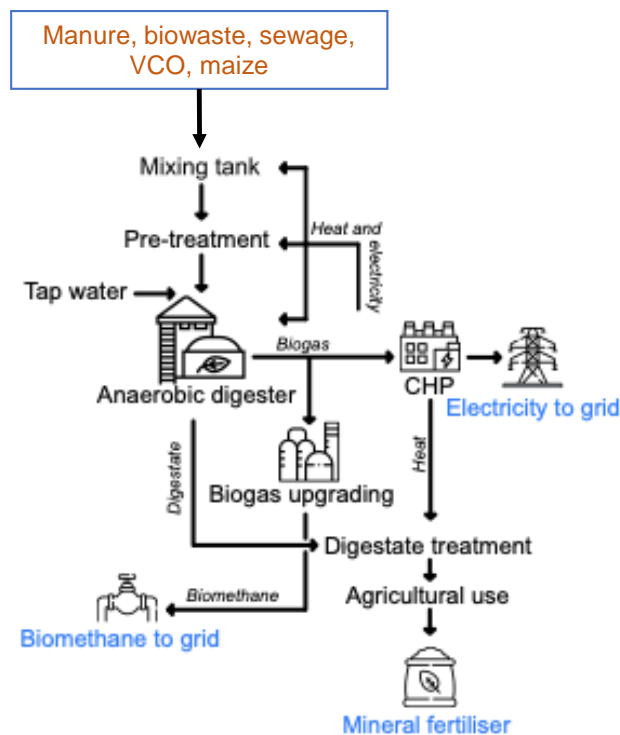 Manure, biowaste, sewage,
VCO, maize
Mixing tank
Heat and
electricity
Pre-treatment
Tap water
Biogas
Anaerobic digester
CHP
Electricity to grid
Digestate
Heat
Biogas upgrading
Digestate treatment
Biomethane
Agricultural use
Biomethane to grid
Mineral fertiliser